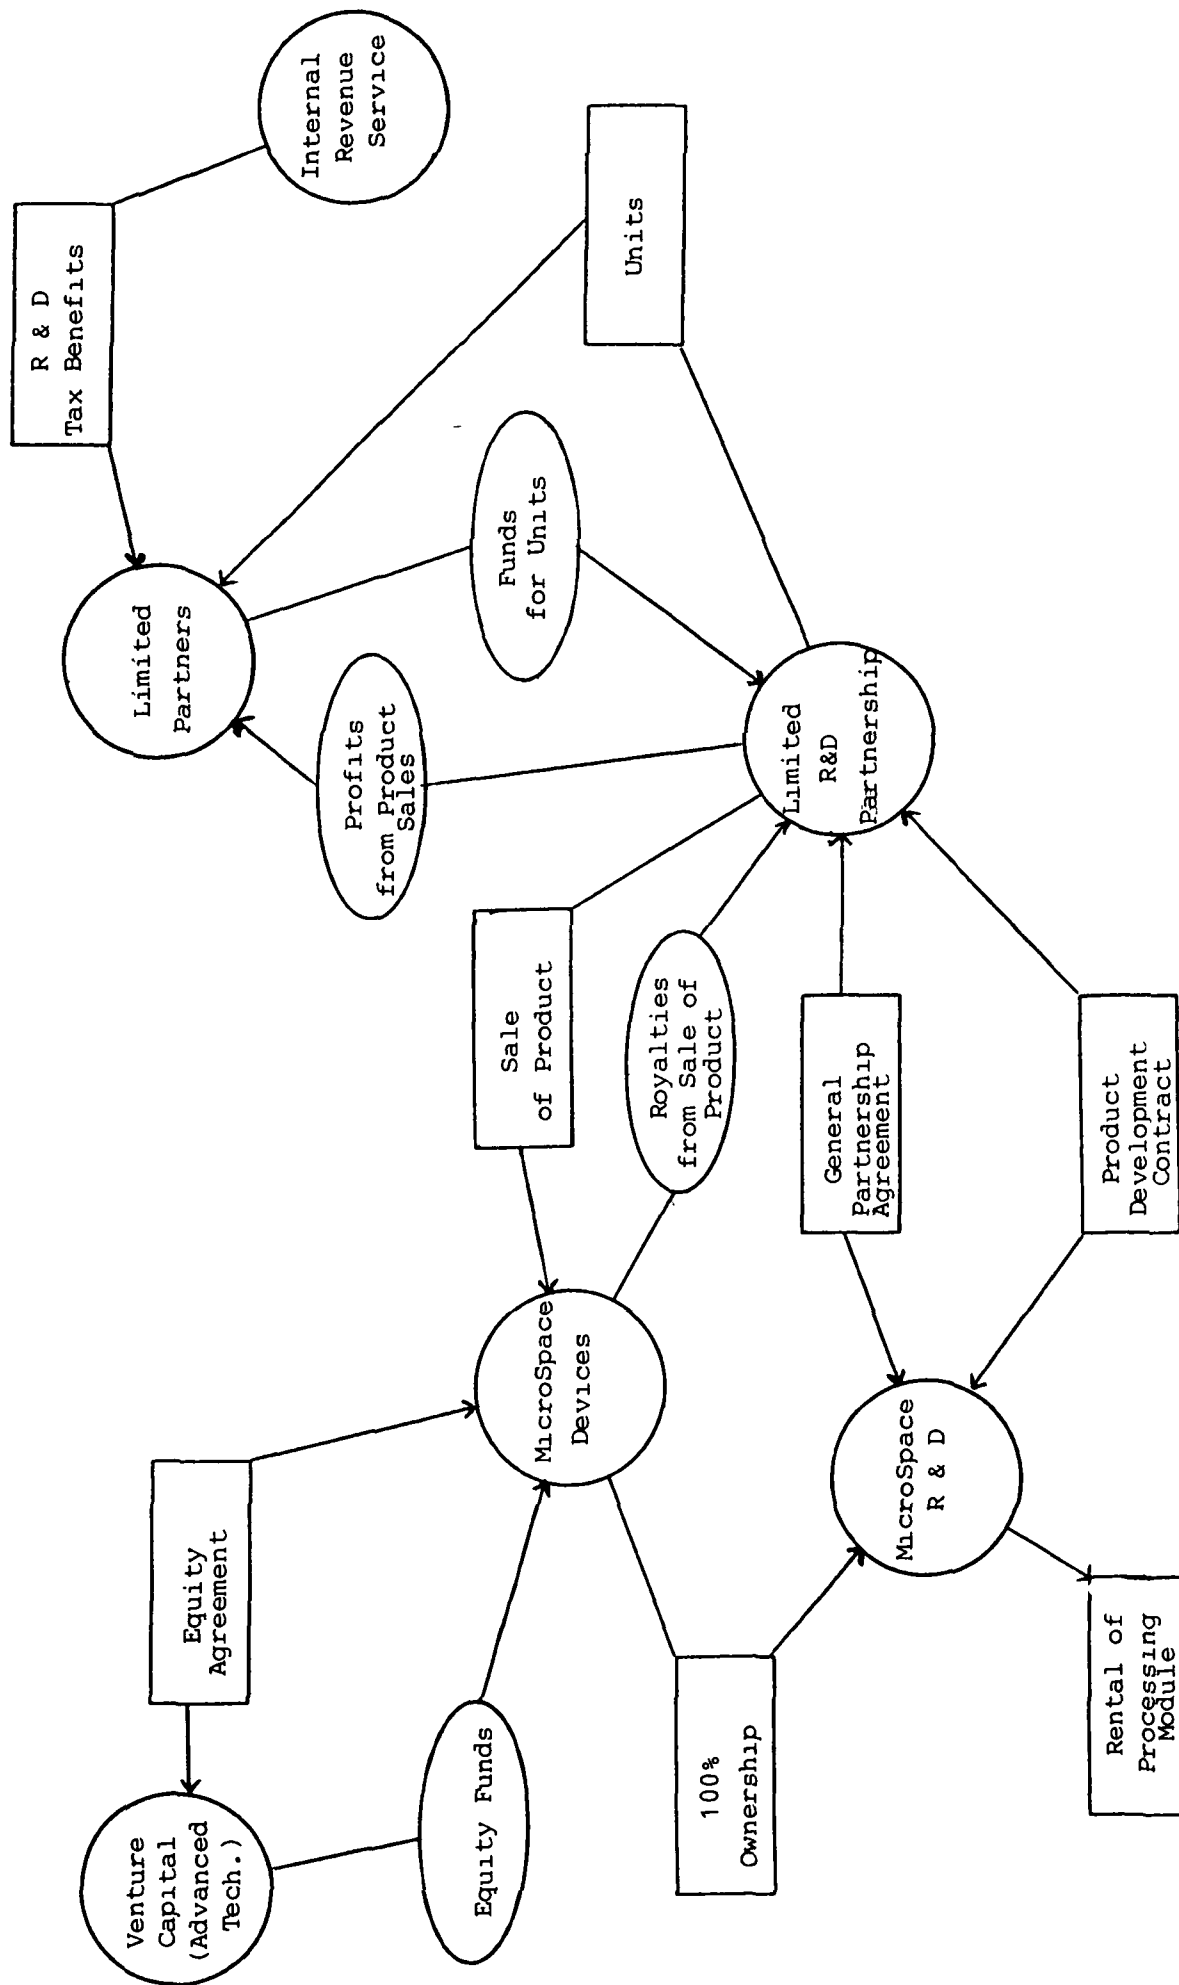 Venture
Capital
(Advanced
Tech.)
Equity
Agreement
Limited
Partners
R & D
Tax Benefits
Internal
Revenue
Service
Equity Funds
Profits
from Product
Sales
MicroSpace
Devices
Sale
of Product
Funds
for Units
Units
100%
Ownership
Royalties
from Sale of
Product
Limited
R&D
Partnership
MicroSpace
R & D
General
Partnership
Agreement
Rental of
Processing
Module
Product
Development
Contract